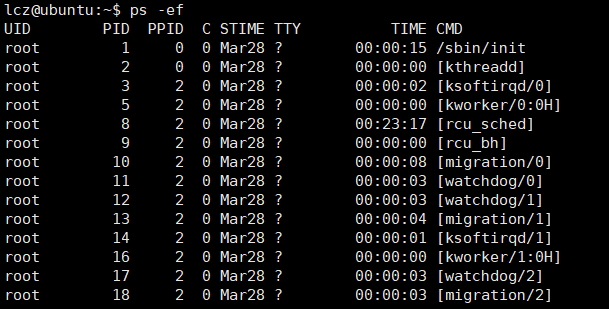 lcz@ubuntu:~$ ps -ef
UID        PID  PPID  C STIME TTY          TIME CMD
root         1     0  0 Mar28 ?        00:00:15 /sbin/init
root         2     0  0 Mar28 ?        00:00:00 [kthreadd]
root         3     2  0 Mar28 ?        00:00:02 [ksoftirqd/0]
root         5     2  0 Mar28 ?        00:00:00 [kworker/0:0H]
root         8     2  0 Mar28 ?        00:23:17 [rcu_sched]
root         9     2  0 Mar28 ?        00:00:00 [rcu_bh]
root        10     2  0 Mar28 ?        00:00:08 [migration/0]
root        11     2  0 Mar28 ?        00:00:03 [watchdog/0]
root        12     2  0 Mar28 ?        00:00:03 [watchdog/1]
root        13     2  0 Mar28 ?        00:00:04 [migration/1]
root        14     2  0 Mar28 ?        00:00:01 [ksoftirqd/1]
root        16     2  0 Mar28 ?        00:00:00 [kworker/1:0H]
root        17     2  0 Mar28 ?        00:00:03 [watchdog/2]
root        18     2  0 Mar28 ?        00:00:03 [migration/2]